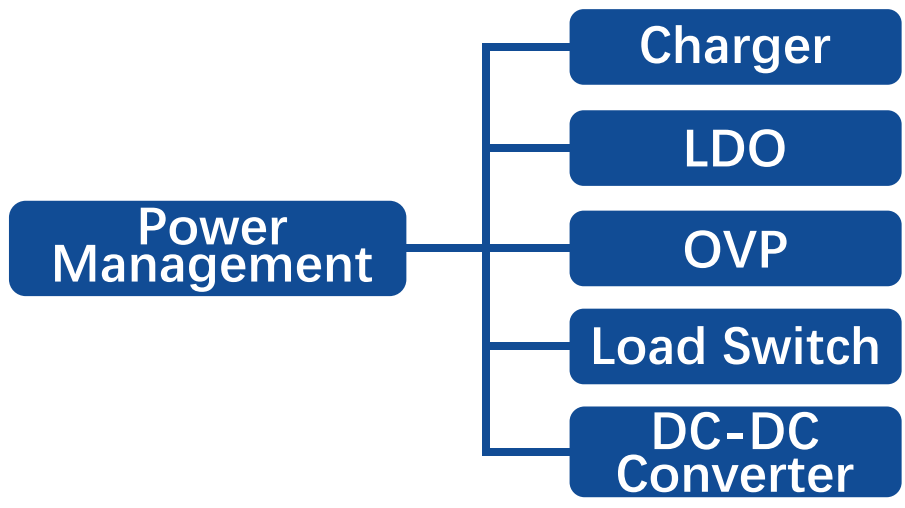 Power
Management
Charger
LDO
OVP
Load Switch
DC-DC
Converter